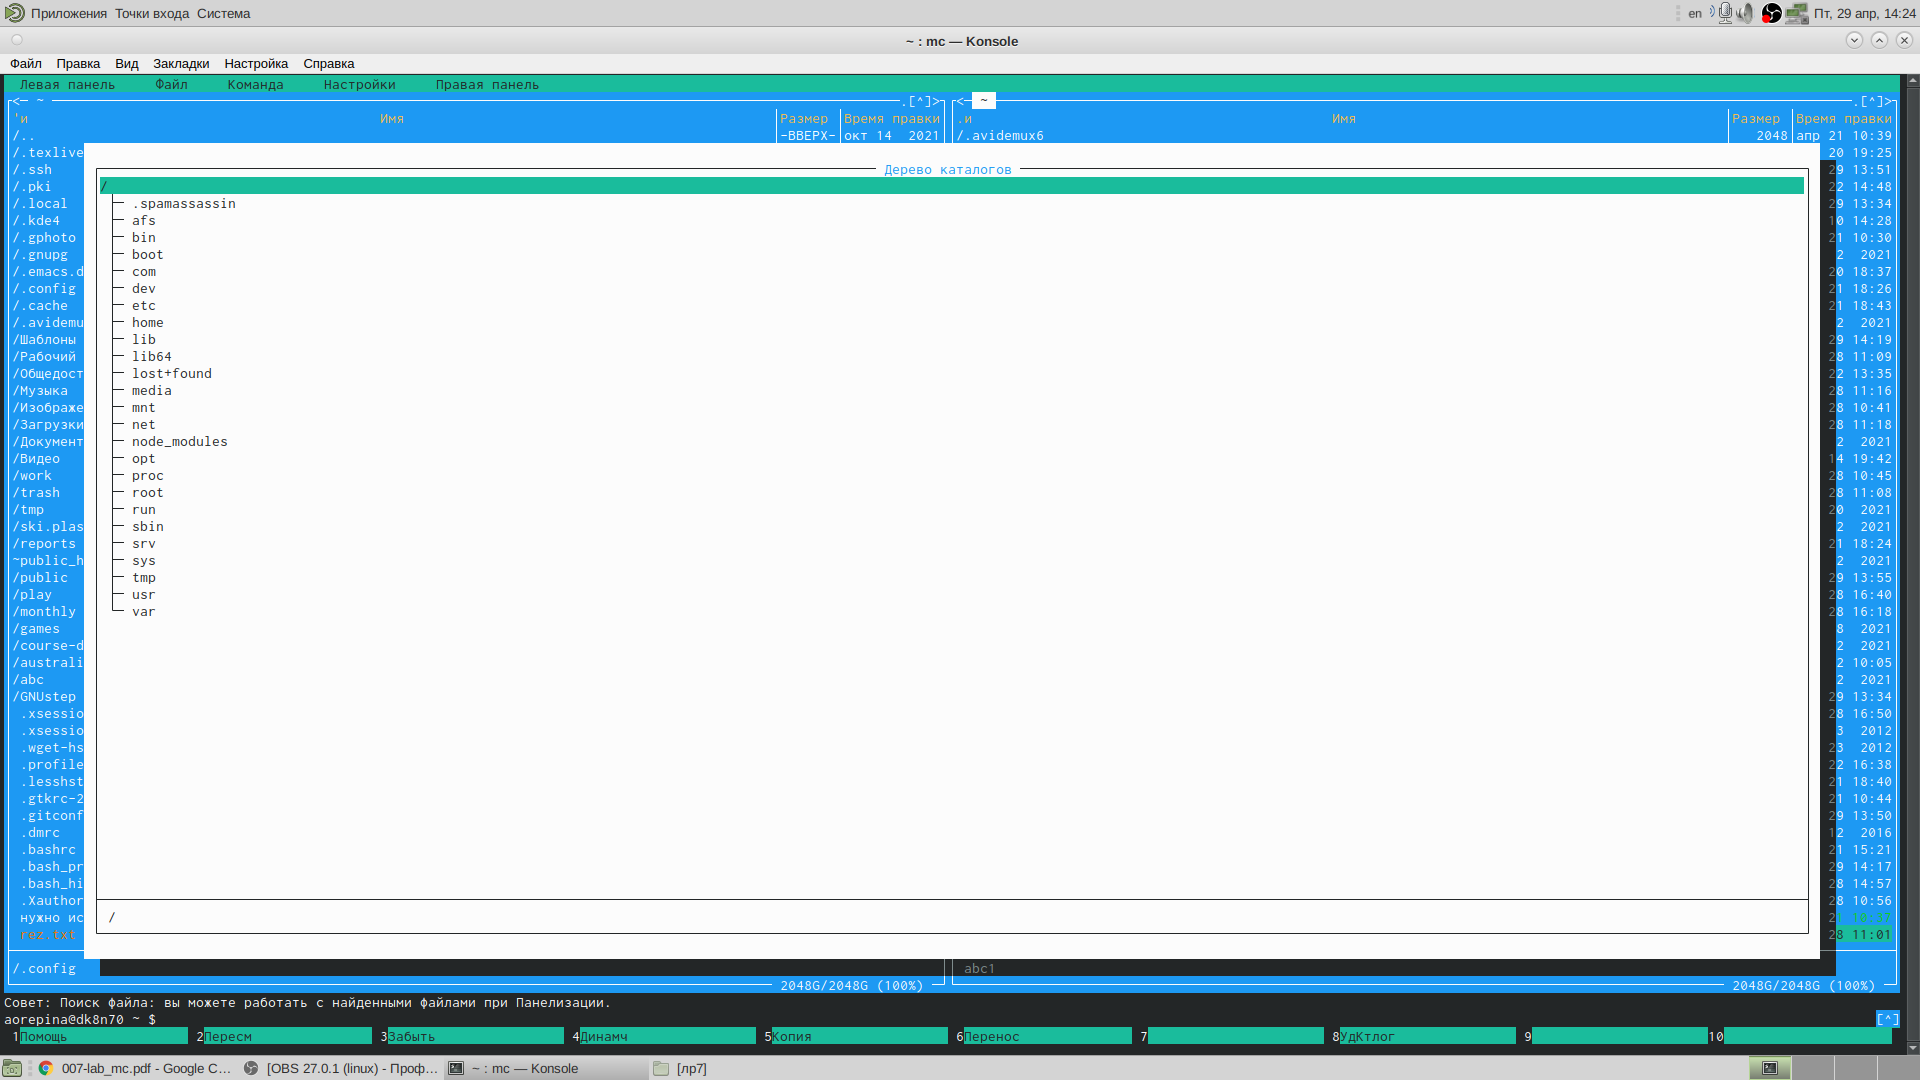 Приложения Точки входа Система en Пт, 29 апр, 14:24
~ : mc — Konsole
Файл Правка Вид Закладки Настройка Справка
Левая панель Файл Команда Настройки Правая панель
<─ ~ .[^]> <─ ~ .[^]>
'и Имя Размер Время правки .и Имя Размер Время правки
/.. -ВВЕРХ- окт 14 2021 /.avidemux6 2048 апр 21 10:39
/.texlive 20 19:25
Дерево каталогов
/.ssh 29 13:51
/.pki / 22 14:48
/.local .spamassassin 29 13:34
/.kde4 afs 10 14:28
/.gphoto bin 21 10:30
/.gnupg boot 2 2021
/.emacs.d com 20 18:37
/.config dev 21 18:26
/.cache etc 21 18:43
/.avidemu home 2 2021
/Шаблоны lib 29 14:19
/Рабочий lib64 28 11:09
/Общедост lost+found 22 13:35
/Музыка media 28 11:16
/Изображе mnt 28 10:41
/Загрузки net 28 11:18
/Документ node_modules 2 2021
/Видео opt 14 19:42
/work proc 28 10:45
/trash root 28 11:08
/tmp run 20 2021
/ski.plas sbin 2 2021
/reports srv 21 18:24
~public_h sys 2 2021
/public tmp 29 13:55
/play usr 28 16:40
/monthly var 28 16:18
/games 8 2021
/course-d 2 2021
/australi 2 10:05
/abc 2 2021
/GNUstep 29 13:34
.xsessio 28 16:50
.xsessio 3 2012
.wget-hs 23 2012
.profile 22 16:38
.lesshst 21 18:40
.gtkrc-2 21 10:44
.gitconf 29 13:50
.dmrc 12 2016
.bashrc 21 15:21
.bash_pr 29 14:17
.bash_hi 28 14:57
.Xauthor 28 10:56
нужно ис /
rez.txt 28 11:01
/.config abc1
2048G/2048G (100%) 2048G/2048G (100%)
Совет: Поиск файла: вы можете работать с найденными файлами при Панелизации.
aorepina@dk8n70 ~ $ [^]
1Помощь 2Пересм 3Забыть 4Динамч 5Копия 6Перенос 7 8УдКтлог 9 10
007-lab_mc.pdf - Google C... [OBS 27.0.1 (linux) - Проф... ~ : mc — Konsole [лр7]